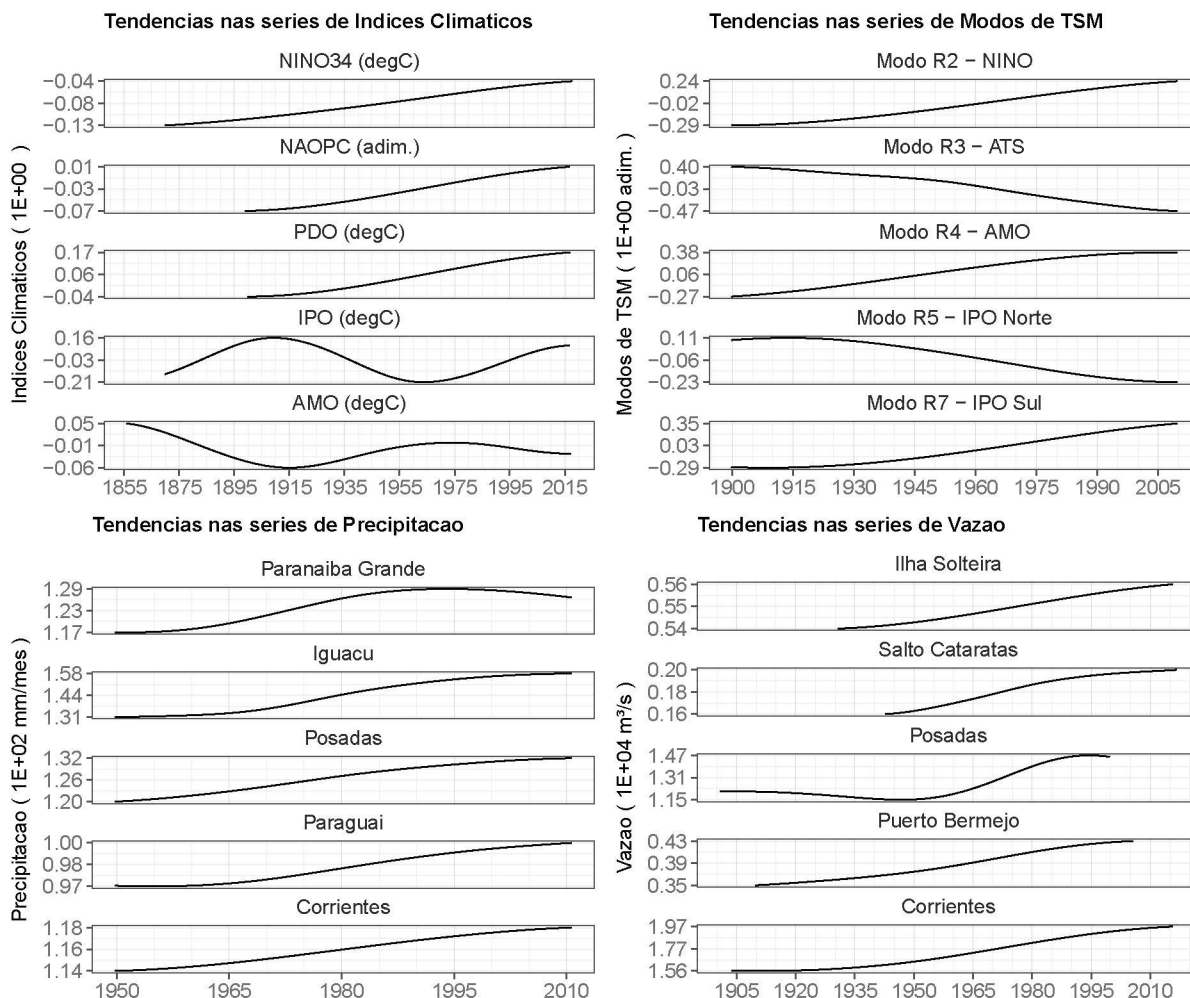 Tendencias nas series de Indices Climaticos
Indices Climaticos ( 1E+00 )
NINO34 (degC)
−0.04
−0.08
−0.13
NAOPC (adim.)
0.01
−0.03
−0.07
PDO (degC)
0.17
0.06
−0.04
IPO (degC)
0.16
−0.03
−0.21
AMO (degC)
0.05
−0.01
−0.06
1855 1875 1895 1915 1935 1955 1975 1995 2015
Tendencias nas series de Modos de TSM
Modos de TSM ( 1E+00 adim. )
Modo R2 − NINO
0.24
−0.02
−0.29
Modo R3 − ATS
0.40
−0.03
−0.47
Modo R4 − AMO
0.38
0.06
−0.27
Modo R5 − IPO Norte
0.11
−0.06
−0.23
Modo R7 − IPO Sul
0.35
0.03
−0.29
1900 1915 1930 1945 1960 1975 1990 2005
Tendencias nas series de Precipitacao
Precipitacao ( 1E+02 mm/mes)
Paranaiba Grande
1.29
1.23
1.17
Iguacu
1.58
1.44
1.31
Posadas
1.32
1.26
1.20
Paraguai
1.00
0.98
0.97
Corrientes
1.18
1.16
1.14
1950 1965 1980 1995 2010
Tendencias nas series de Vazao
Vazao ( 1E+04 m³/s )
Ilha Solteira
0.56
0.55
0.54
Salto Cataratas
0.20
0.18
0.16
Posadas
1.47
1.31
1.15
Puerto Bermejo
0.43
0.39
0.35
Corrientes
1.97
1.77
1.56
1905 1920 1935 1950 1965 1980 1995 2010